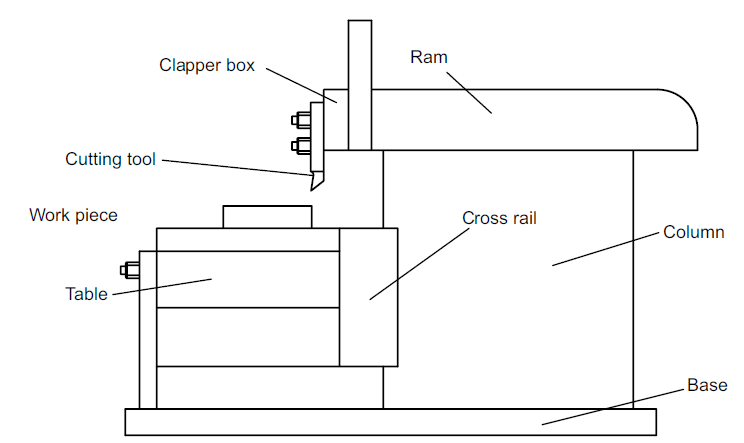 Ram
Clapper box
Cutting tool
Work piece
Cross rail
Column
Table
Base